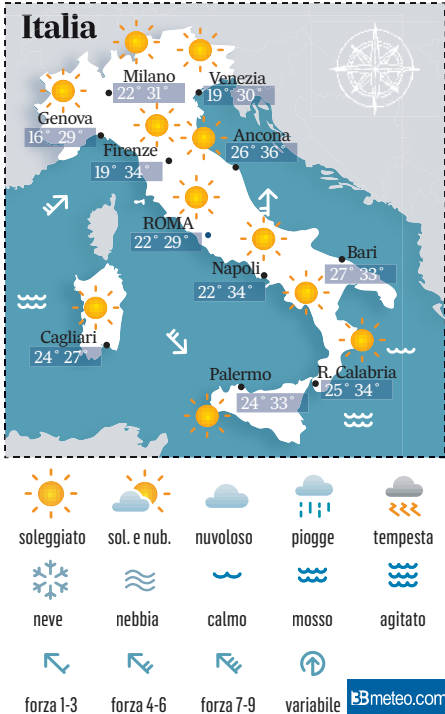 Italia
Milano
22° 31°
Venezia
19° 30°
Genova
16° 29°
Firenze
19° 34°
Ancona
26° 36°
ROMA
22° 29°
Napoli
22° 34°
Bari
27° 33°
Cagliari
24° 27°
Palermo
24° 33°
R. Calabria
25° 34°
soleggiato sol. e nub. nuvoloso piogge tempesta
neve nebbia calmo mosso agitato
forza 1-3 forza 4-6 forza 7-9 variabile
3Bmeteo.com